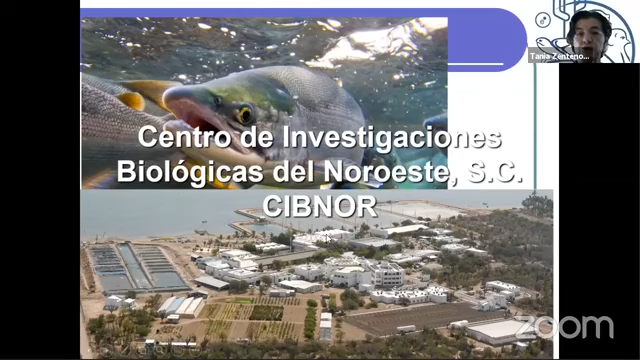 Tania Zenteno...
Centro de Investigaciones
Biológicas del Noroeste, S.C.
CIBNOR
zoom